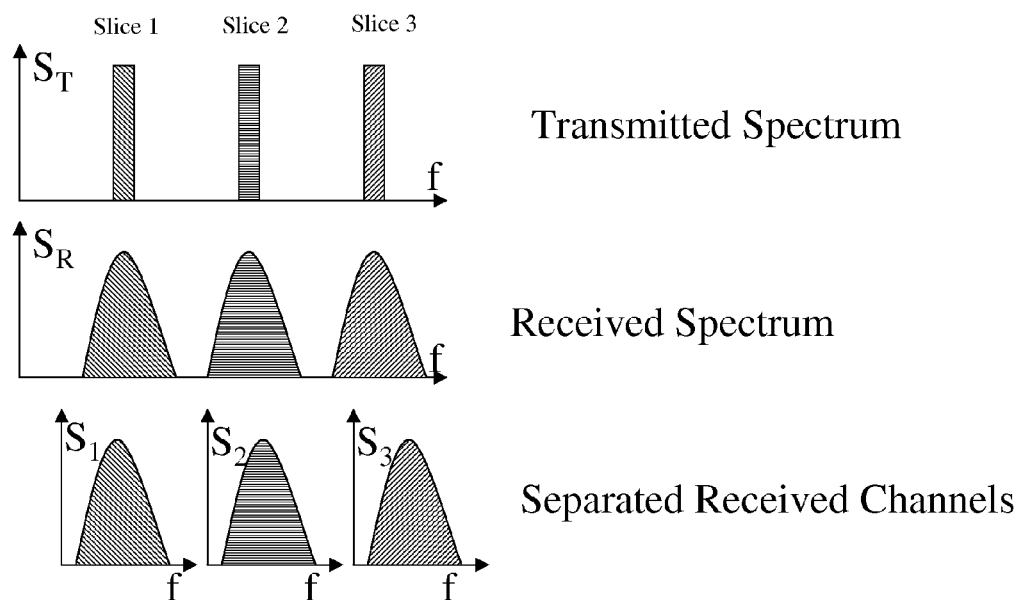 Slice 1 Slice 2 Slice 3
S_T
Transmitted Spectrum
f
S_R
Received Spectrum
f
S_1 S_2 S_3
Separated Received Channels
f f f